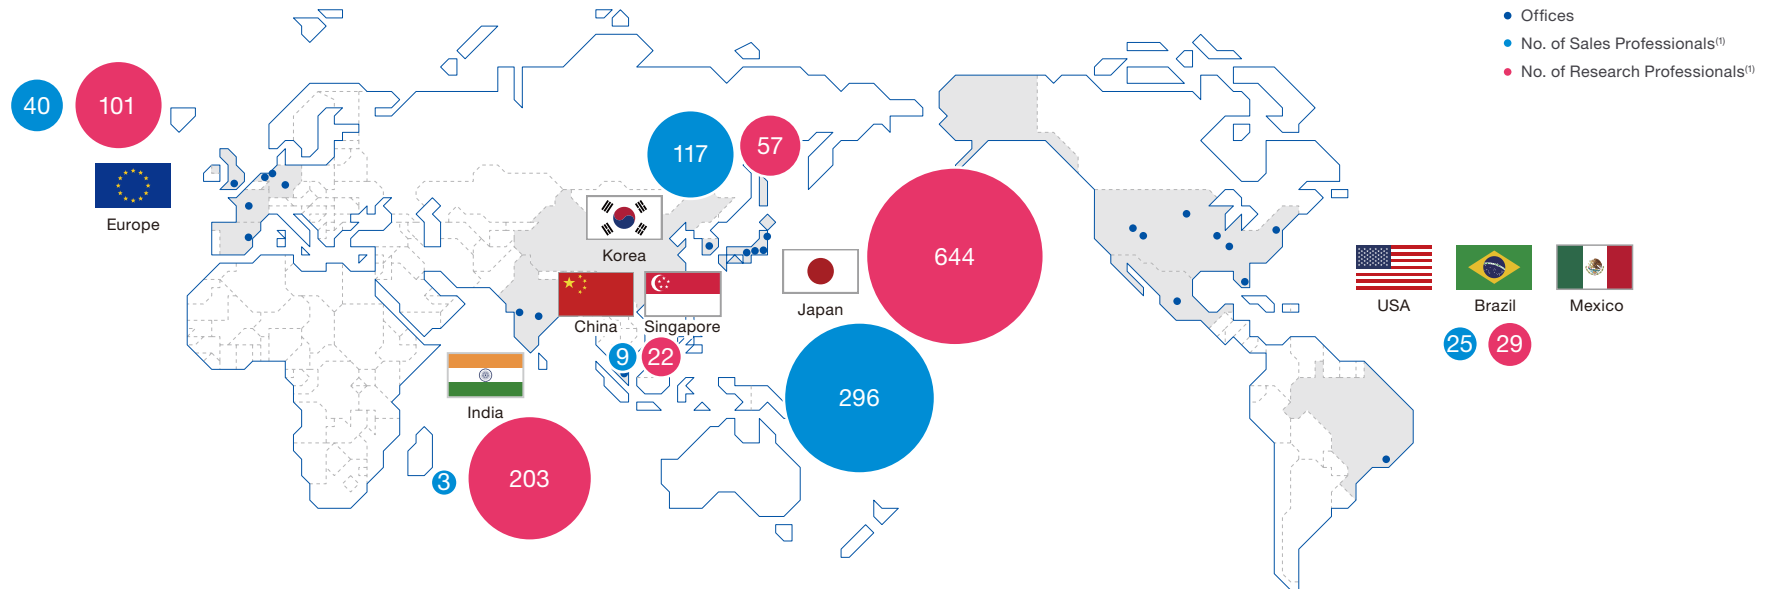 Offices
No. of Sales Professionals(1)
No. of Research Professionals(1)
40
101
Europe
117
57
Korea
China
Singapore
9
22
Japan
644
296
India
3
203
USA
Brazil
Mexico
25
29